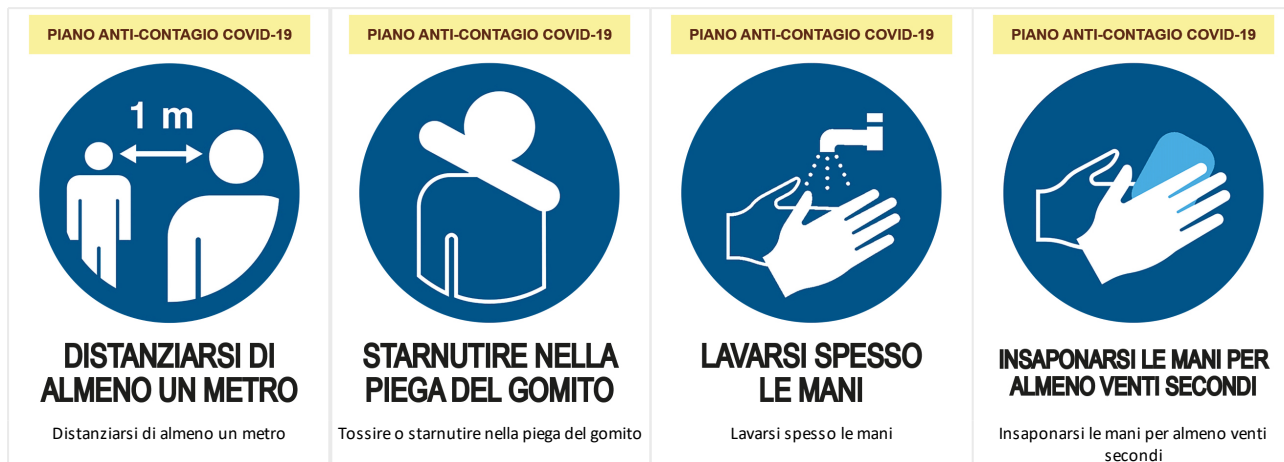 PIANO ANTI-CONTAGIO COVID-19
1 m
DISTANZIARSI DI
ALMENO UN METRO
Distanziarsi di almeno un metro
PIANO ANTI-CONTAGIO COVID-19
STARNUTIRE NELLA
PIEGA DEL GOMITO
Tossire o starnutire nella piega del gomito
PIANO ANTI-CONTAGIO COVID-19
LAVARSI SPESSO
LE MANI
Lavarsi spesso le mani
PIANO ANTI-CONTAGIO COVID-19
INSAPONARSI LE MANI PER
ALMENO VENTI SECONDI
Insaponarsi le mani per almeno venti
secondi